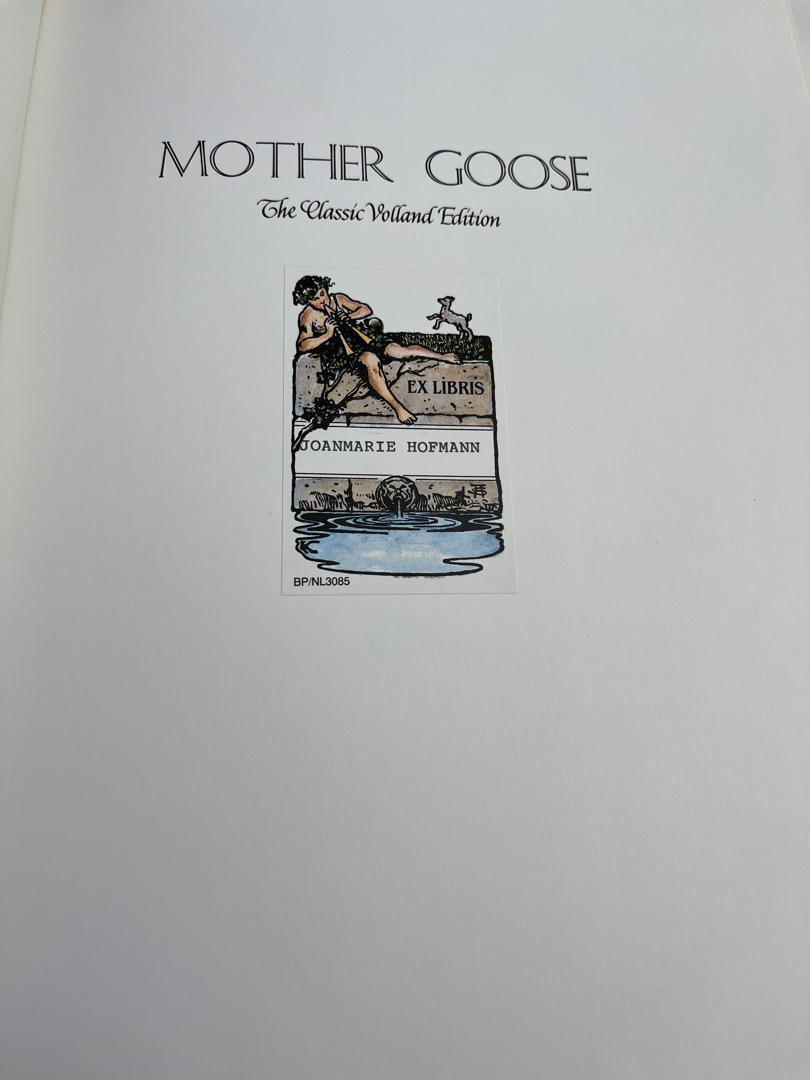 MOTHER GOOSE
The Classic Volland Edition
EX LIBRIS
JOANMARIE HOFMANN
BP/NL3085